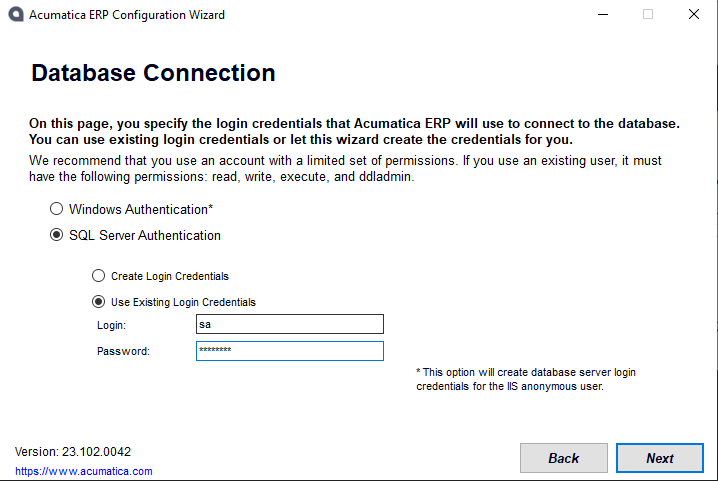 Acumatica ERP Configuration Wizard
Database Connection
On this page, you specify the login credentials that Acumatica ERP will use to connect to the database.
You can use existing login credentials or let this wizard create the credentials for you.
We recommend that you use an account with a limited set of permissions. If you use an existing user, it must
have the following permissions: read, write, execute, and ddladmin.
Windows Authentication*
SQL Server Authentication
Create Login Credentials
Use Existing Login Credentials
Login: sa
Password: ********
* This option will create database server login
credentials for the IIS anonymous user.
Version: 23.102.0042
https://www.acumatica.com
Back Next